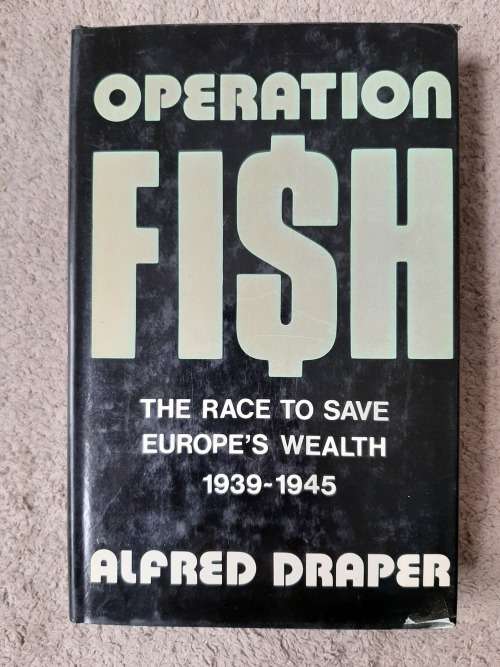 OPERATION
FI$H
THE RACE TO SAVE
EUROPE'S WEALTH
1939-1945
ALFRED DRAPER